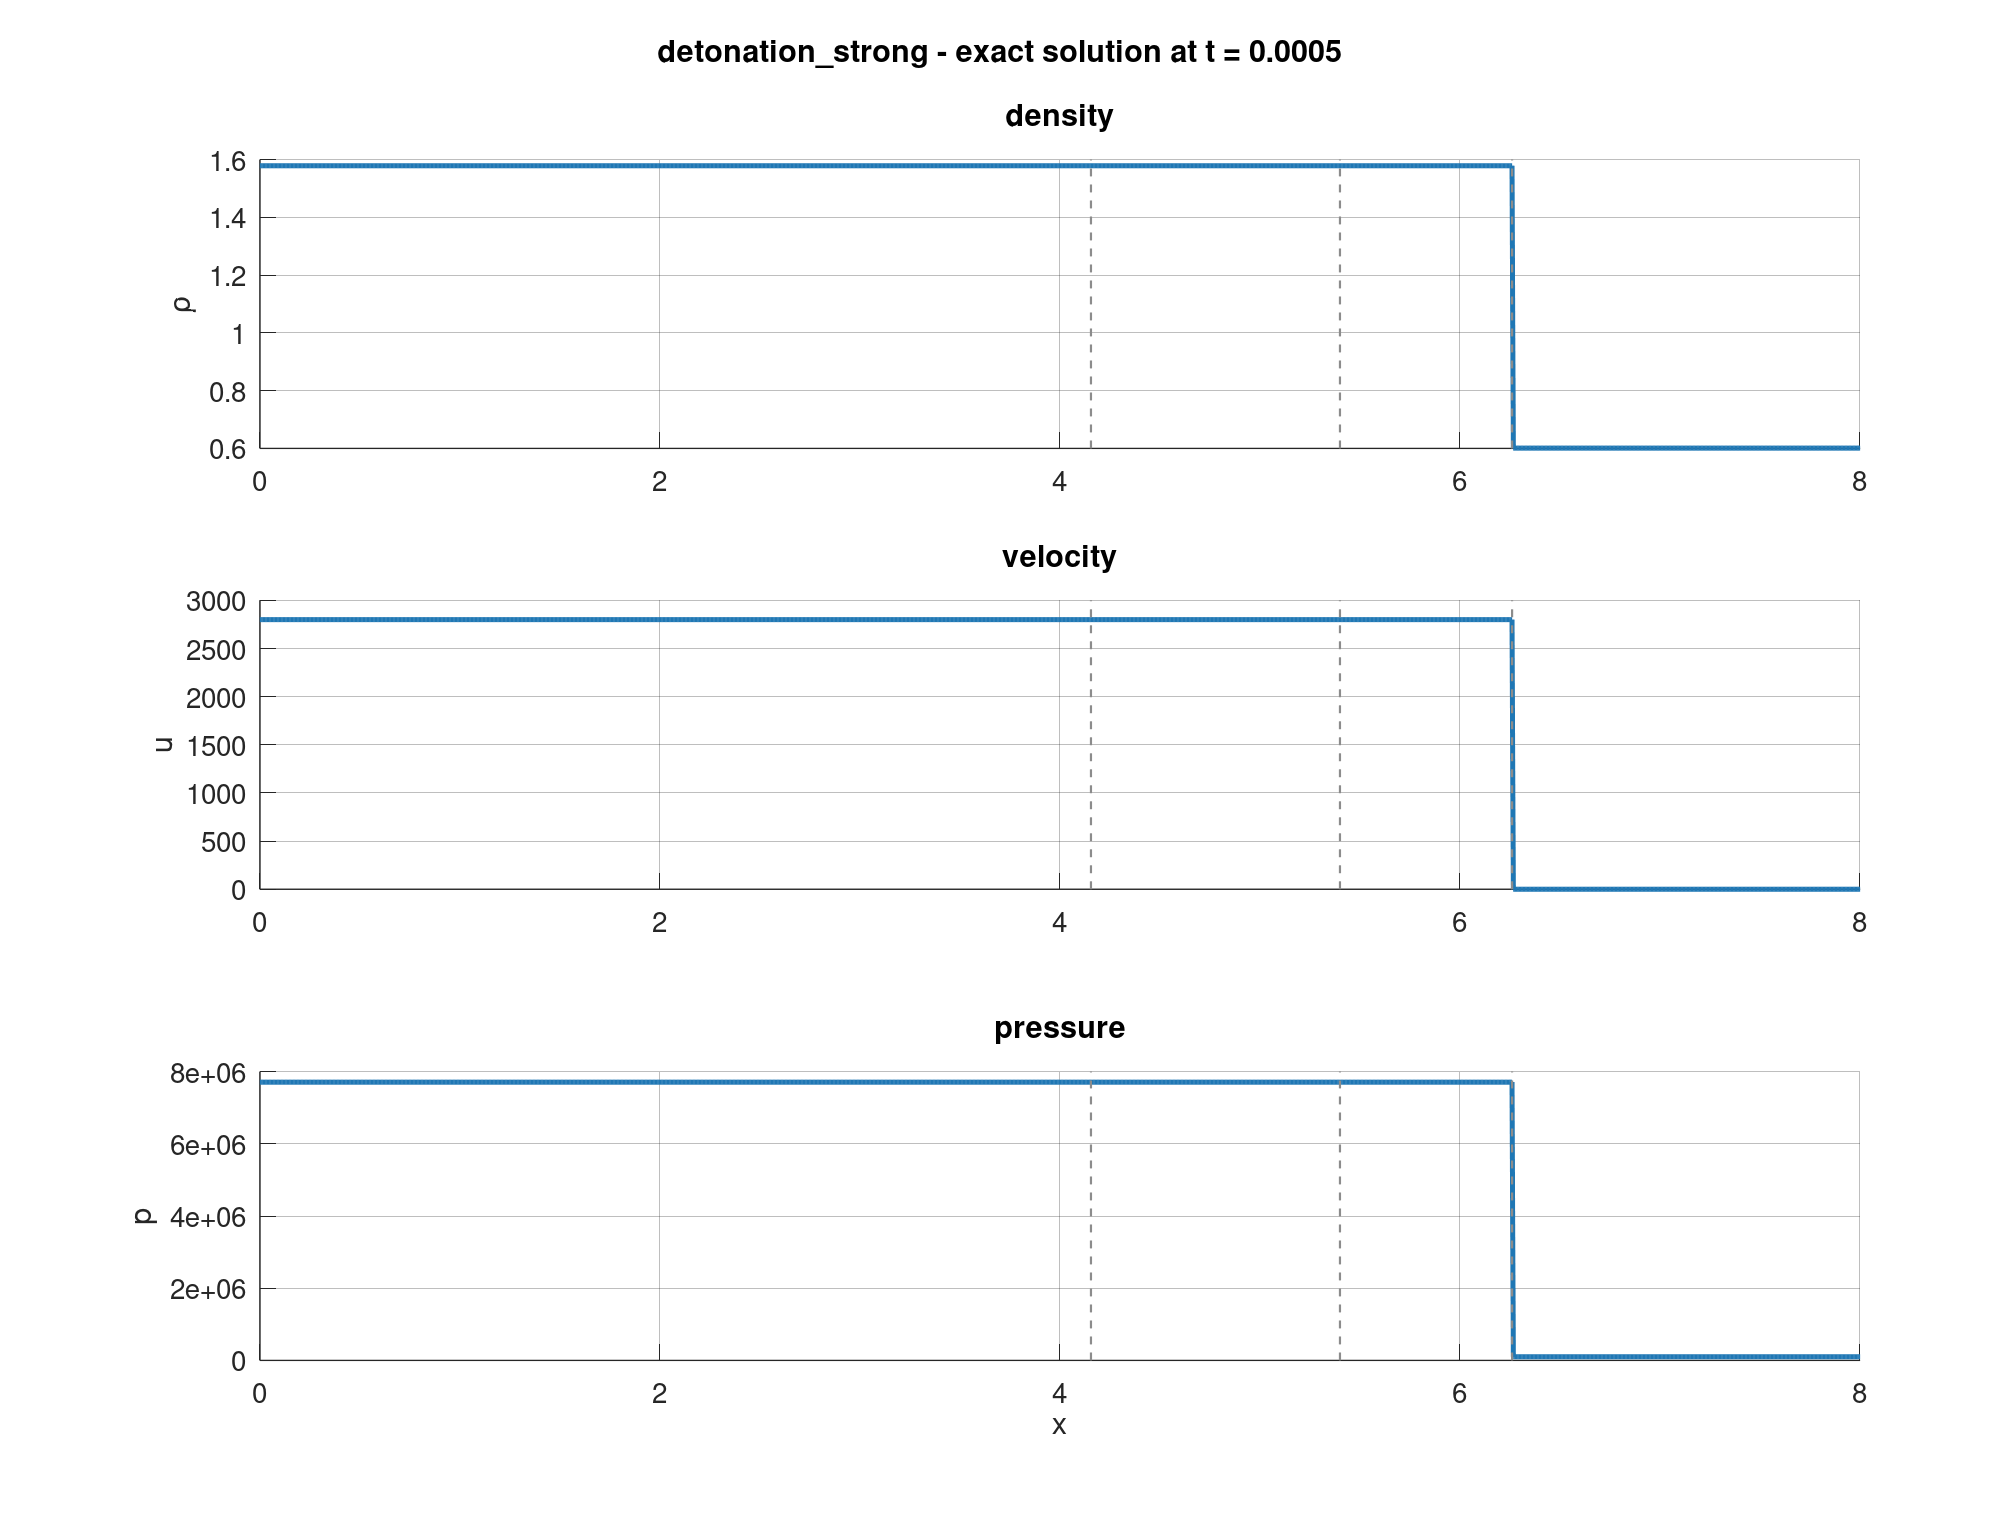 detonation_strong - exact solution at t = 0.0005
density
1.6
1.4
1.2
1
0.8
0.6
ρ
0 2 4 6 8
velocity
3000
2500
2000
1500
1000
500
0
u
0 2 4 6 8
pressure
8e+06
6e+06
4e+06
2e+06
0
p
0 2 4 6 8
x